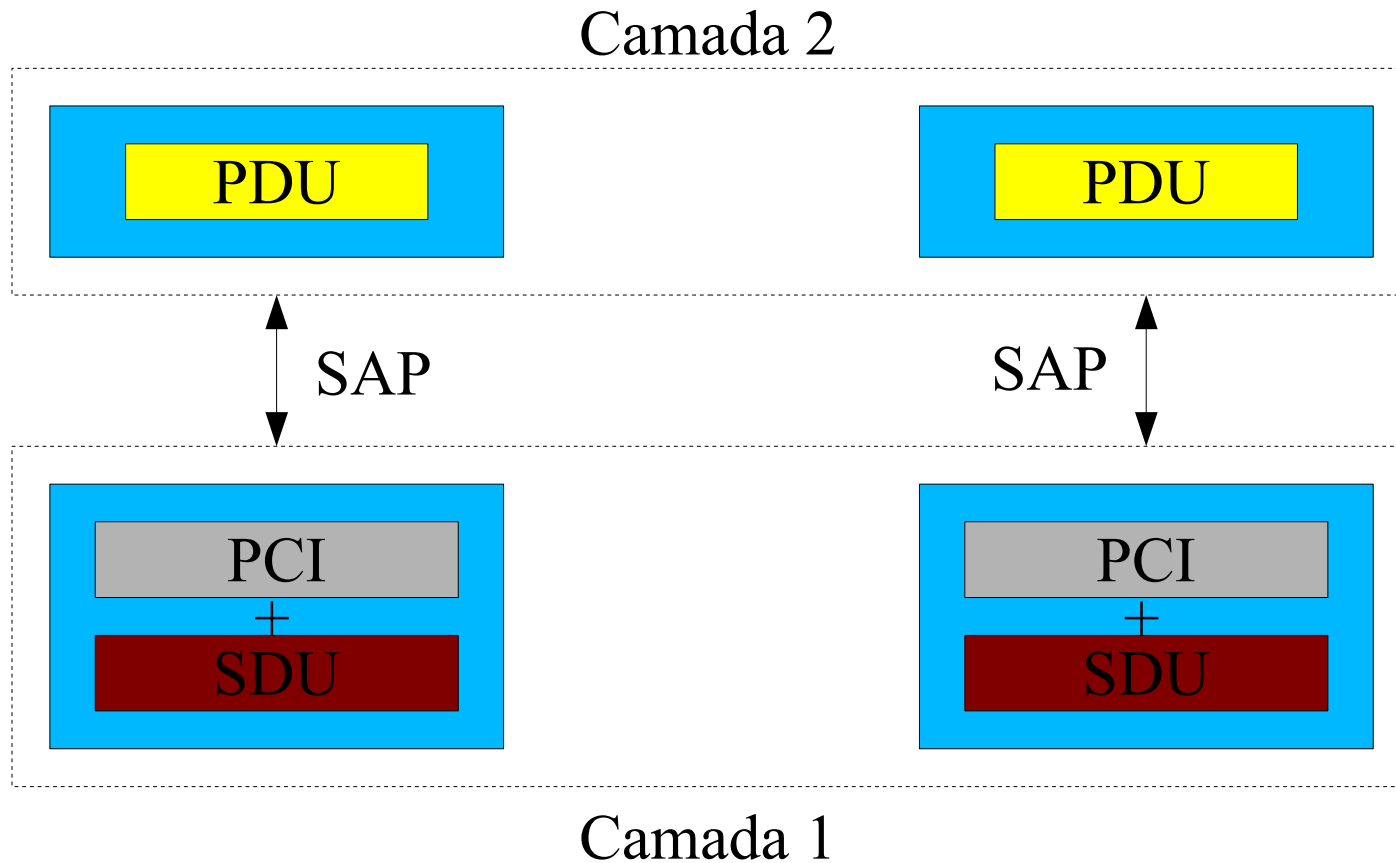 Camada 2
PDU PDU
SAP SAP
PCI PCI
+ +
SDU SDU
Camada 1